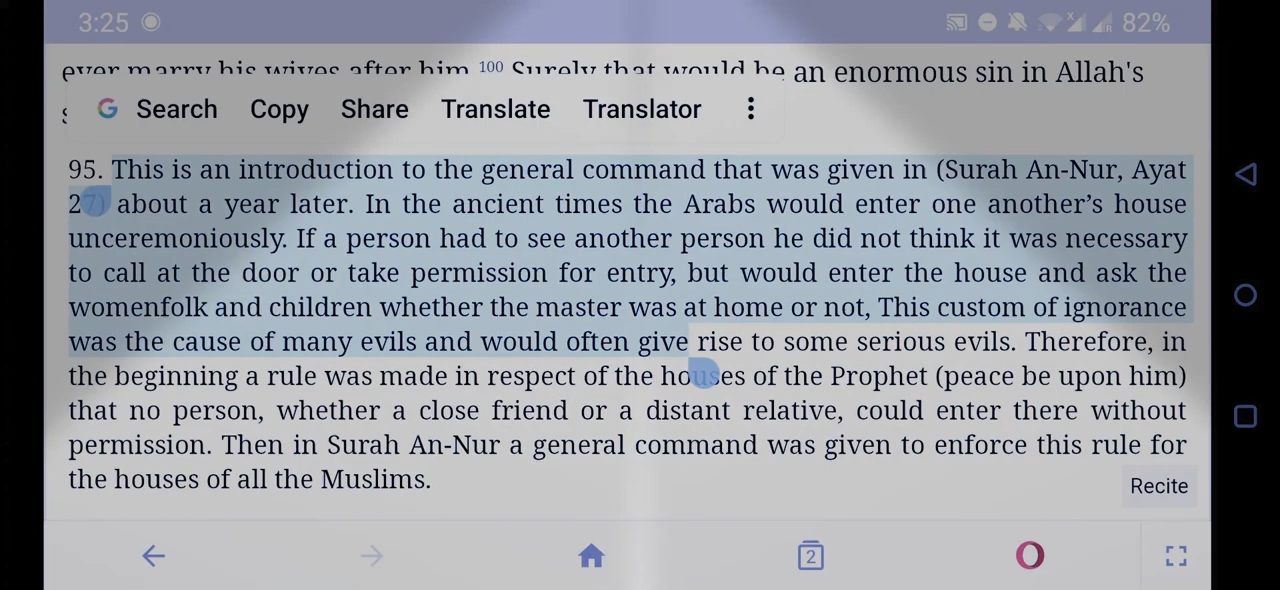 3:25 82%
ever marry his wives after him 100 Surely that would be an enormous sin in Allah's
s
Search Copy Share Translate Translator
95. This is an introduction to the general command that was given in (Surah An-Nur, Ayat
27) about a year later. In the ancient times the Arabs would enter one another’s house
unceremoniously. If a person had to see another person he did not think it was necessary
to call at the door or take permission for entry, but would enter the house and ask the
womenfolk and children whether the master was at home or not, This custom of ignorance
was the cause of many evils and would often give rise to some serious evils. Therefore, in
the beginning a rule was made in respect of the houses of the Prophet (peace be upon him)
that no person, whether a close friend or a distant relative, could enter there without
permission. Then in Surah An-Nur a general command was given to enforce this rule for
the houses of all the Muslims.
Recite
2